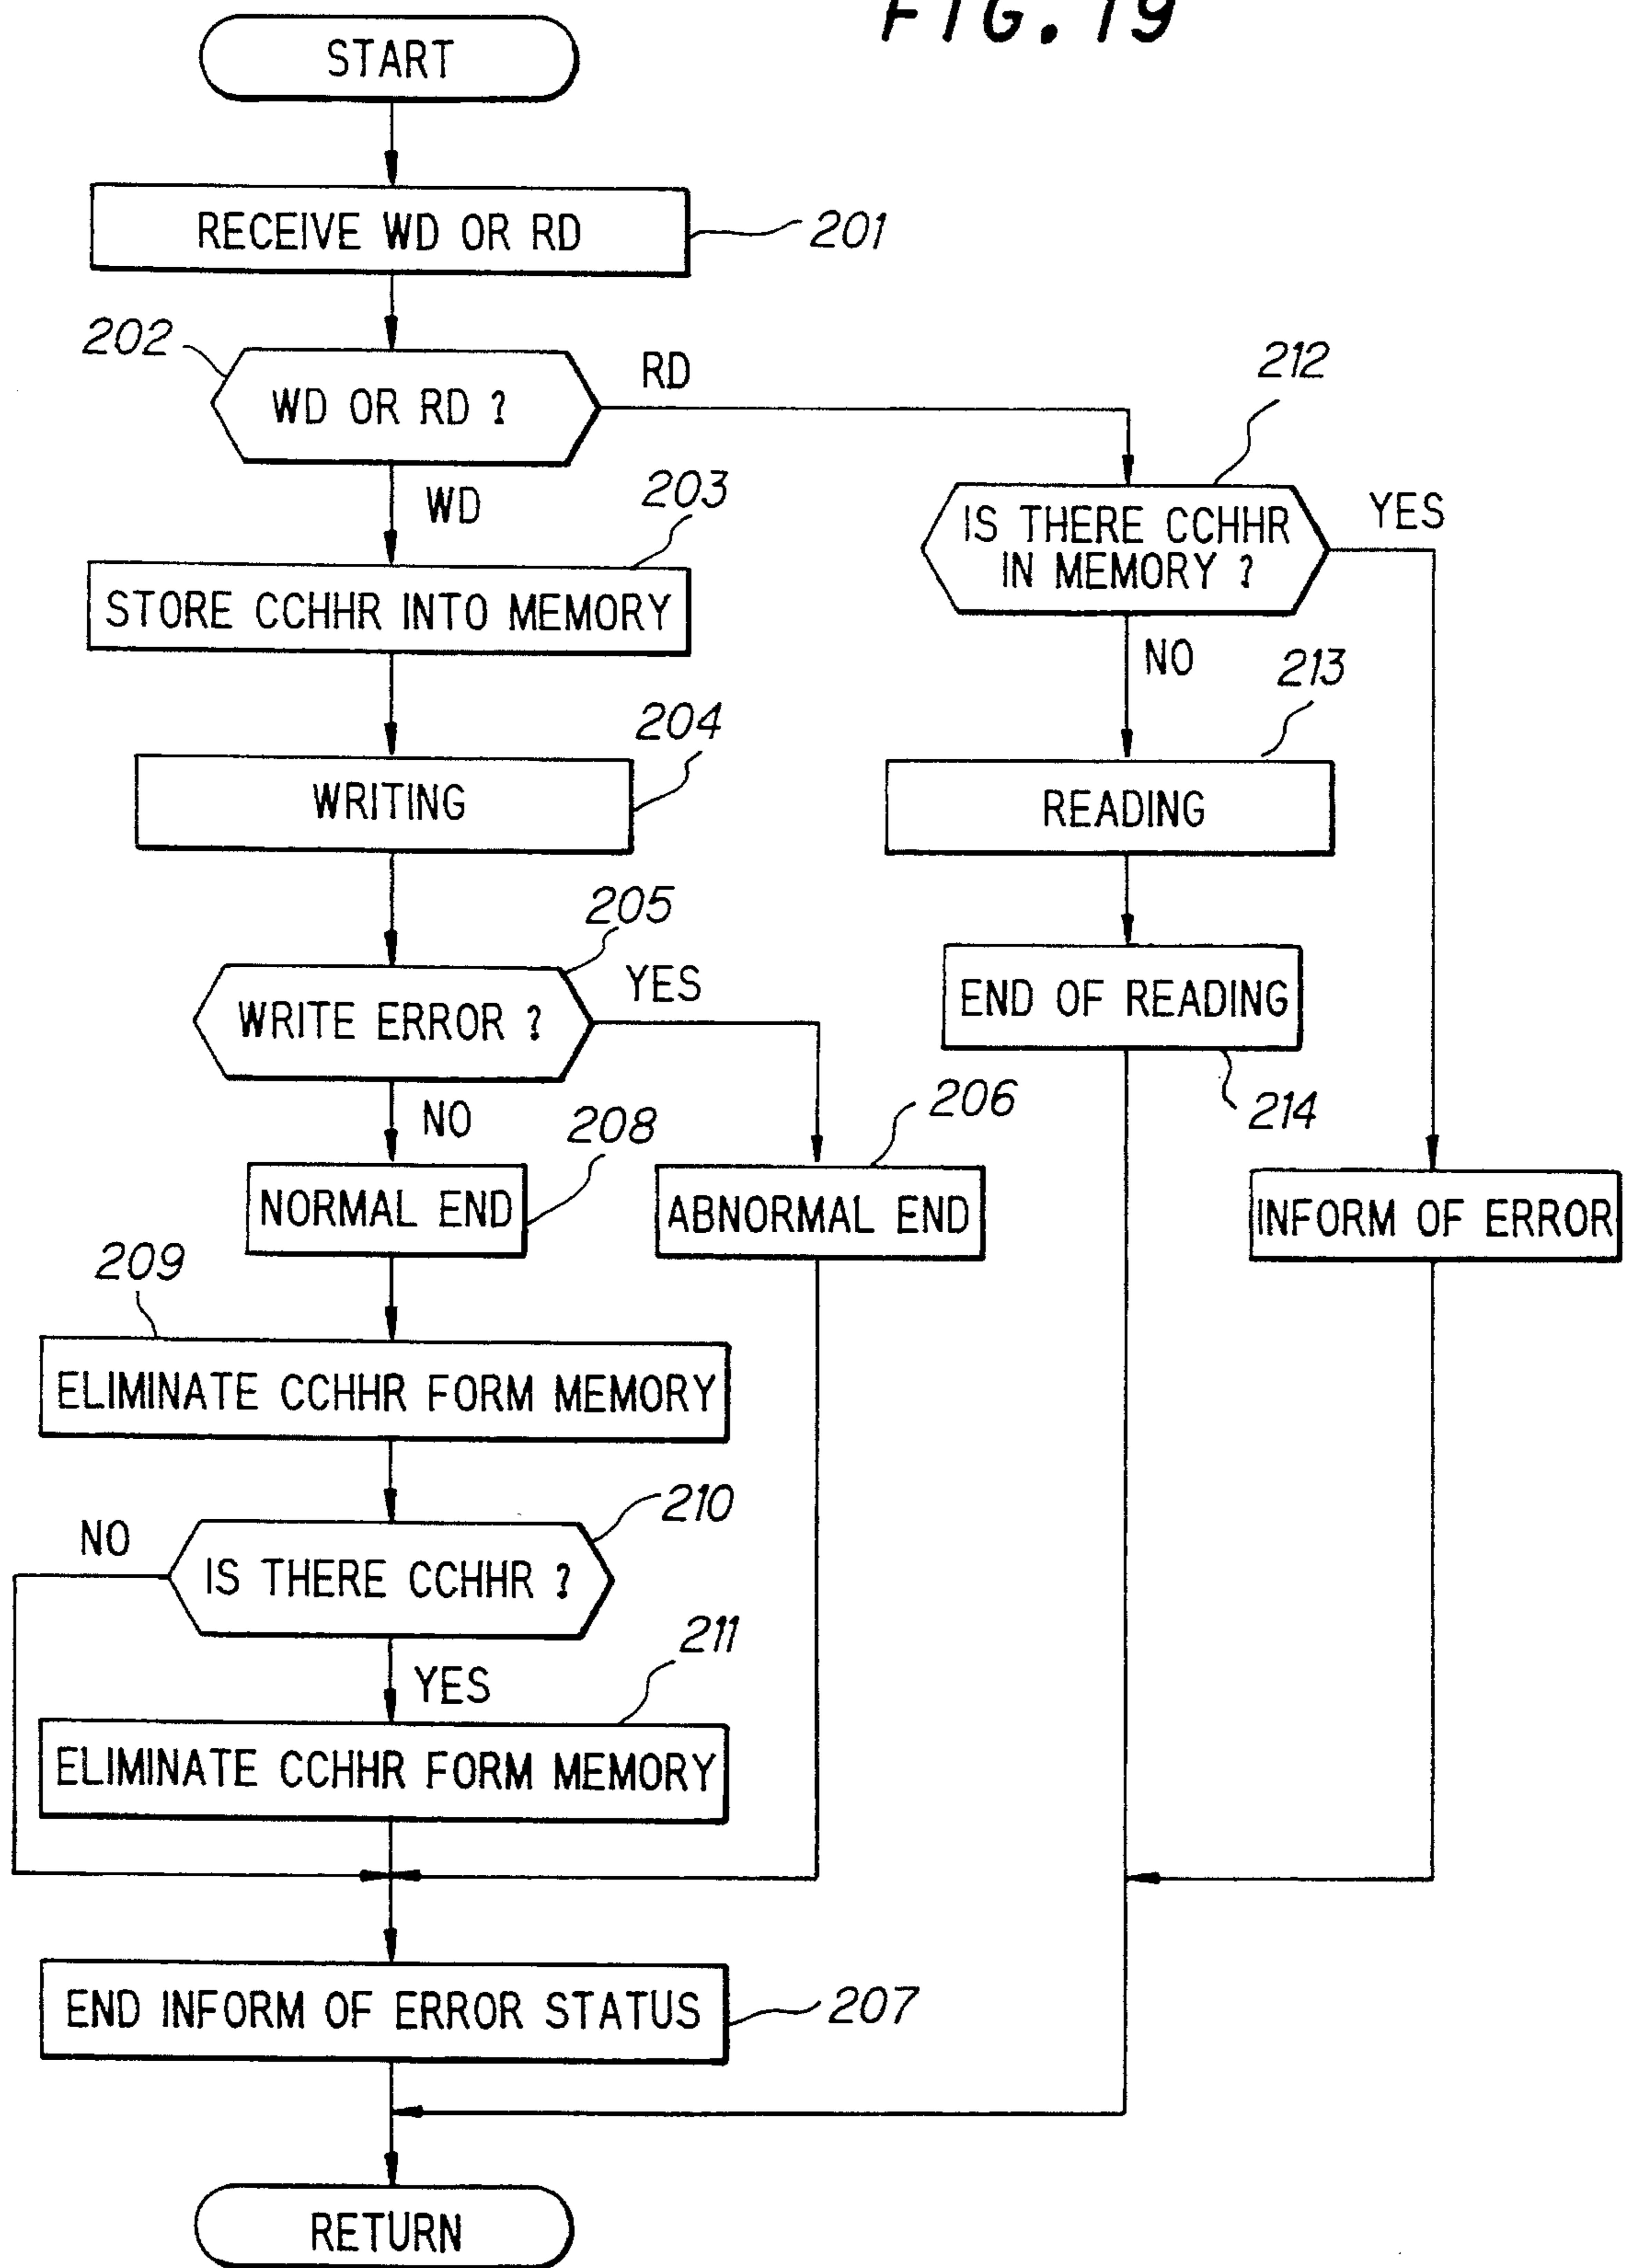 FIG. 19
START
RECEIVE WD OR RD
201
202
WD OR RD ?
RD
WD
203
STORE CCHHR INTO MEMORY
204
WRITING
205
WRITE ERROR ?
YES
NO
208
NORMAL END
206
ABNORMAL END
209
ELIMINATE CCHHR FORM MEMORY
210
NO
IS THERE CCHHR ?
YES
211
ELIMINATE CCHHR FORM MEMORY
END INFORM OF ERROR STATUS
207
RETURN
212
IS THERE CCHHR
IN MEMORY ?
YES
NO
213
READING
END OF READING
214
INFORM OF ERROR